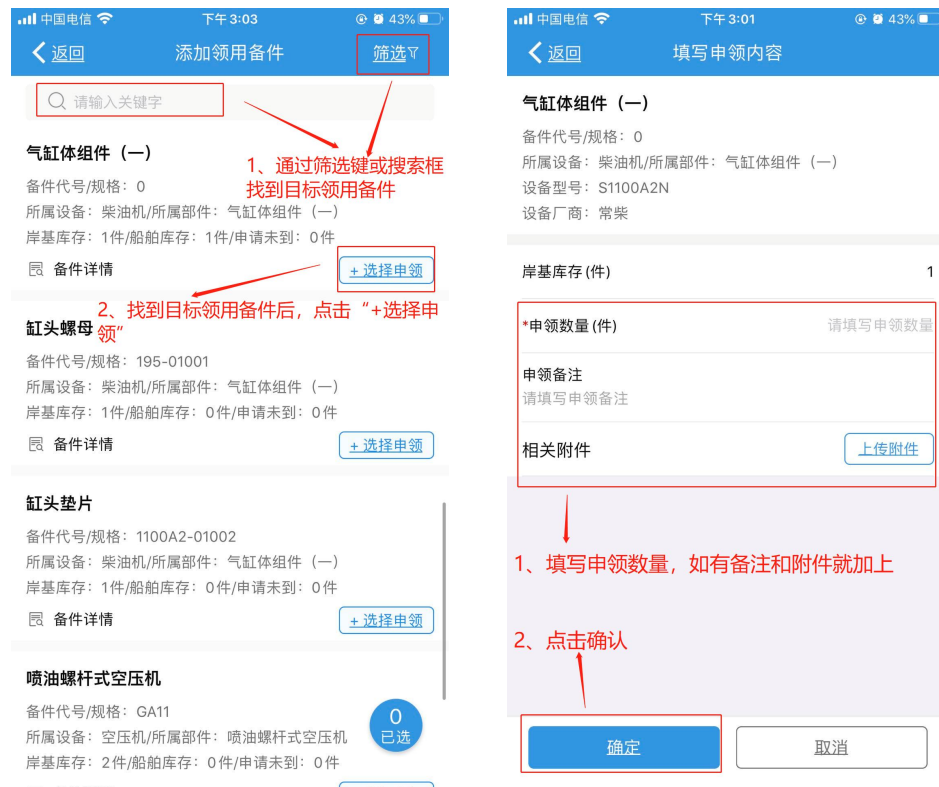 中国电信 下午3:03 43%
返回 添加领用备件 筛选
请输入关键字
气缸体组件（一）
1、通过筛选键或搜索框
找到目标领用备件
备件代号/规格：0
所属设备：柴油机/所属部件：气缸体组件（一）
岸基库存：1件/船舶库存：1件/申请未到：0件
备件详情 +选择申领
2、找到目标领用备件后，点击“+选择申
领”
缸头螺母
备件代号/规格：195-01001
所属设备：柴油机/所属部件：气缸体组件（一）
岸基库存：1件/船舶库存：0件/申请未到：0件
备件详情 +选择申领
缸头垫片
备件代号/规格：1100A2-01002
所属设备：柴油机/所属部件：气缸体组件（一）
岸基库存：1件/船舶库存：0件/申请未到：0件
备件详情 +选择申领
喷油螺杆式空压机
备件代号/规格：GA11
所属设备：空压机/所属部件：喷油螺杆式空压机
岸基库存：2件/船舶库存：0件/申请未到：0件
0
已选
中国电信 下午3:01 43%
返回 填写申领内容
气缸体组件（一）
备件代号/规格：0
所属设备：柴油机/所属部件：气缸体组件（一）
设备型号：S1100A2N
设备厂商：常柴
岸基库存(件) 1
*申领数量(件) 请填写申领数量
申领备注
请填写申领备注
相关附件 上传附件
1、填写申领数量，如有备注和附件就加上
2、点击确认
确定 取消